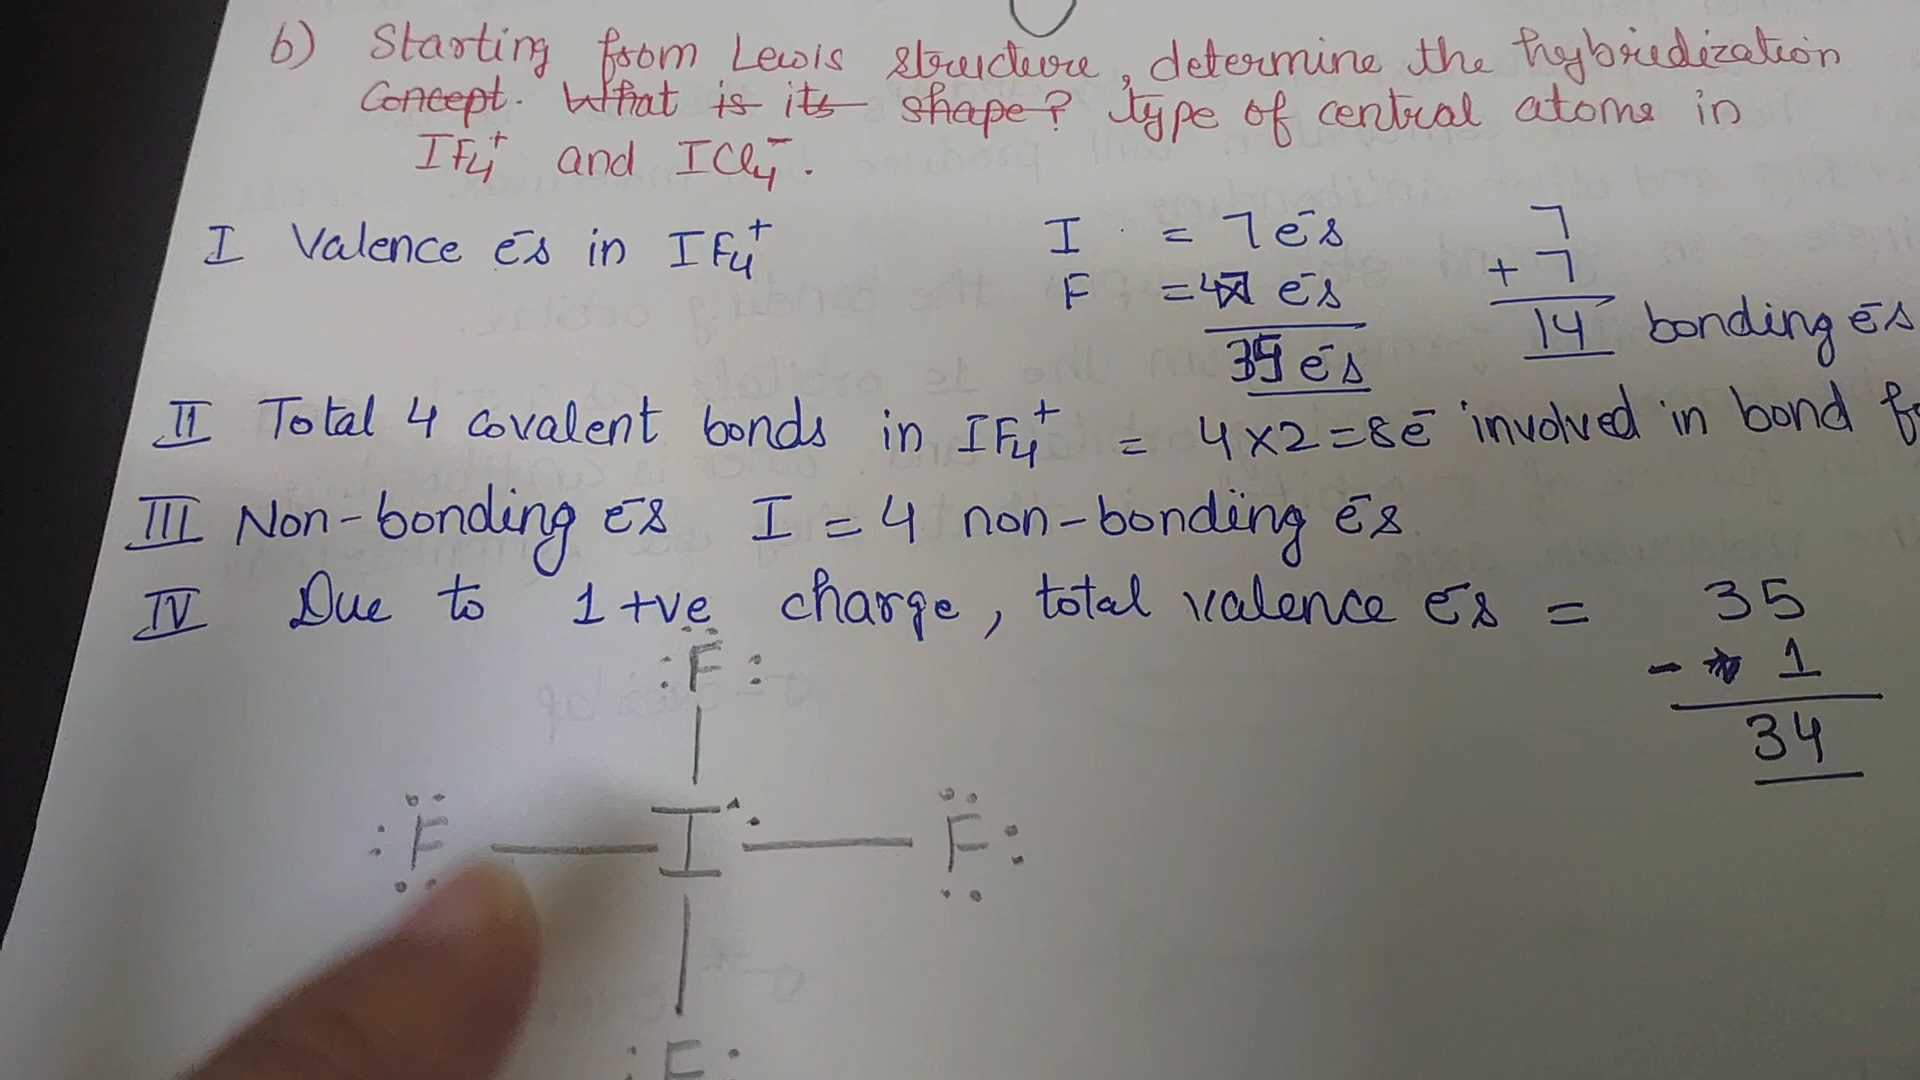 b) Starting from Lewis structure, determine the hybridization
Concept. What is its shape? type of central atoms in
IF₄⁺ and ICl₄⁻.
I Valence e⁻s in IF₄⁺
I = 7 e⁻s
F = 4x7 e⁻s
35 e⁻s
7
+ 7
14 bonding e⁻s
II Total 4 covalent bonds in IF₄⁺ = 4×2=8e⁻ involved in bond
III Non-bonding e⁻s I = 4 non-bonding e⁻s
IV Due to 1 +ve charge, total valence e⁻s = 35
- 1
34
F
F I F
F